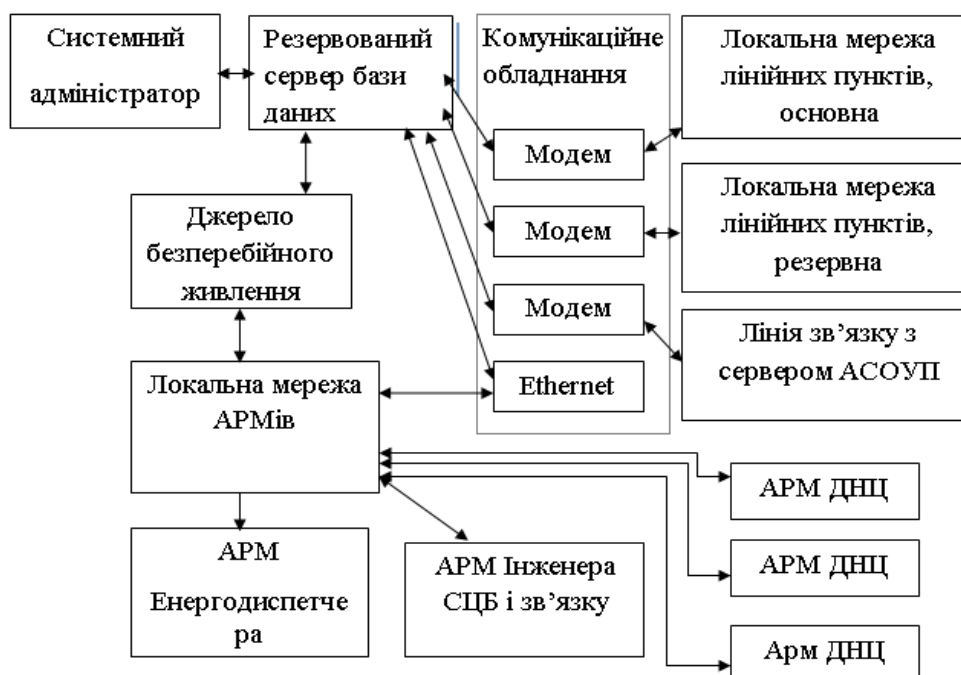 Системний
адміністратор
Резервований
сервер бази
даних
Комунікаційне
обладнання
Локальна мережа
лінійних пунктів,
основна
Модем
Локальна мережа
лінійних пунктів,
резервна
Модем
Джерело
безперебійного
живлення
Модем
Лінія зв’язку з
сервером АСОУП
Локальна мережа
АРМів
Ethernet
АРМ ДНЦ
АРМ
Енергодиспетче
ра
АРМ Інженера
СЦБ і зв’язку
АРМ ДНЦ
Арм ДНЦ